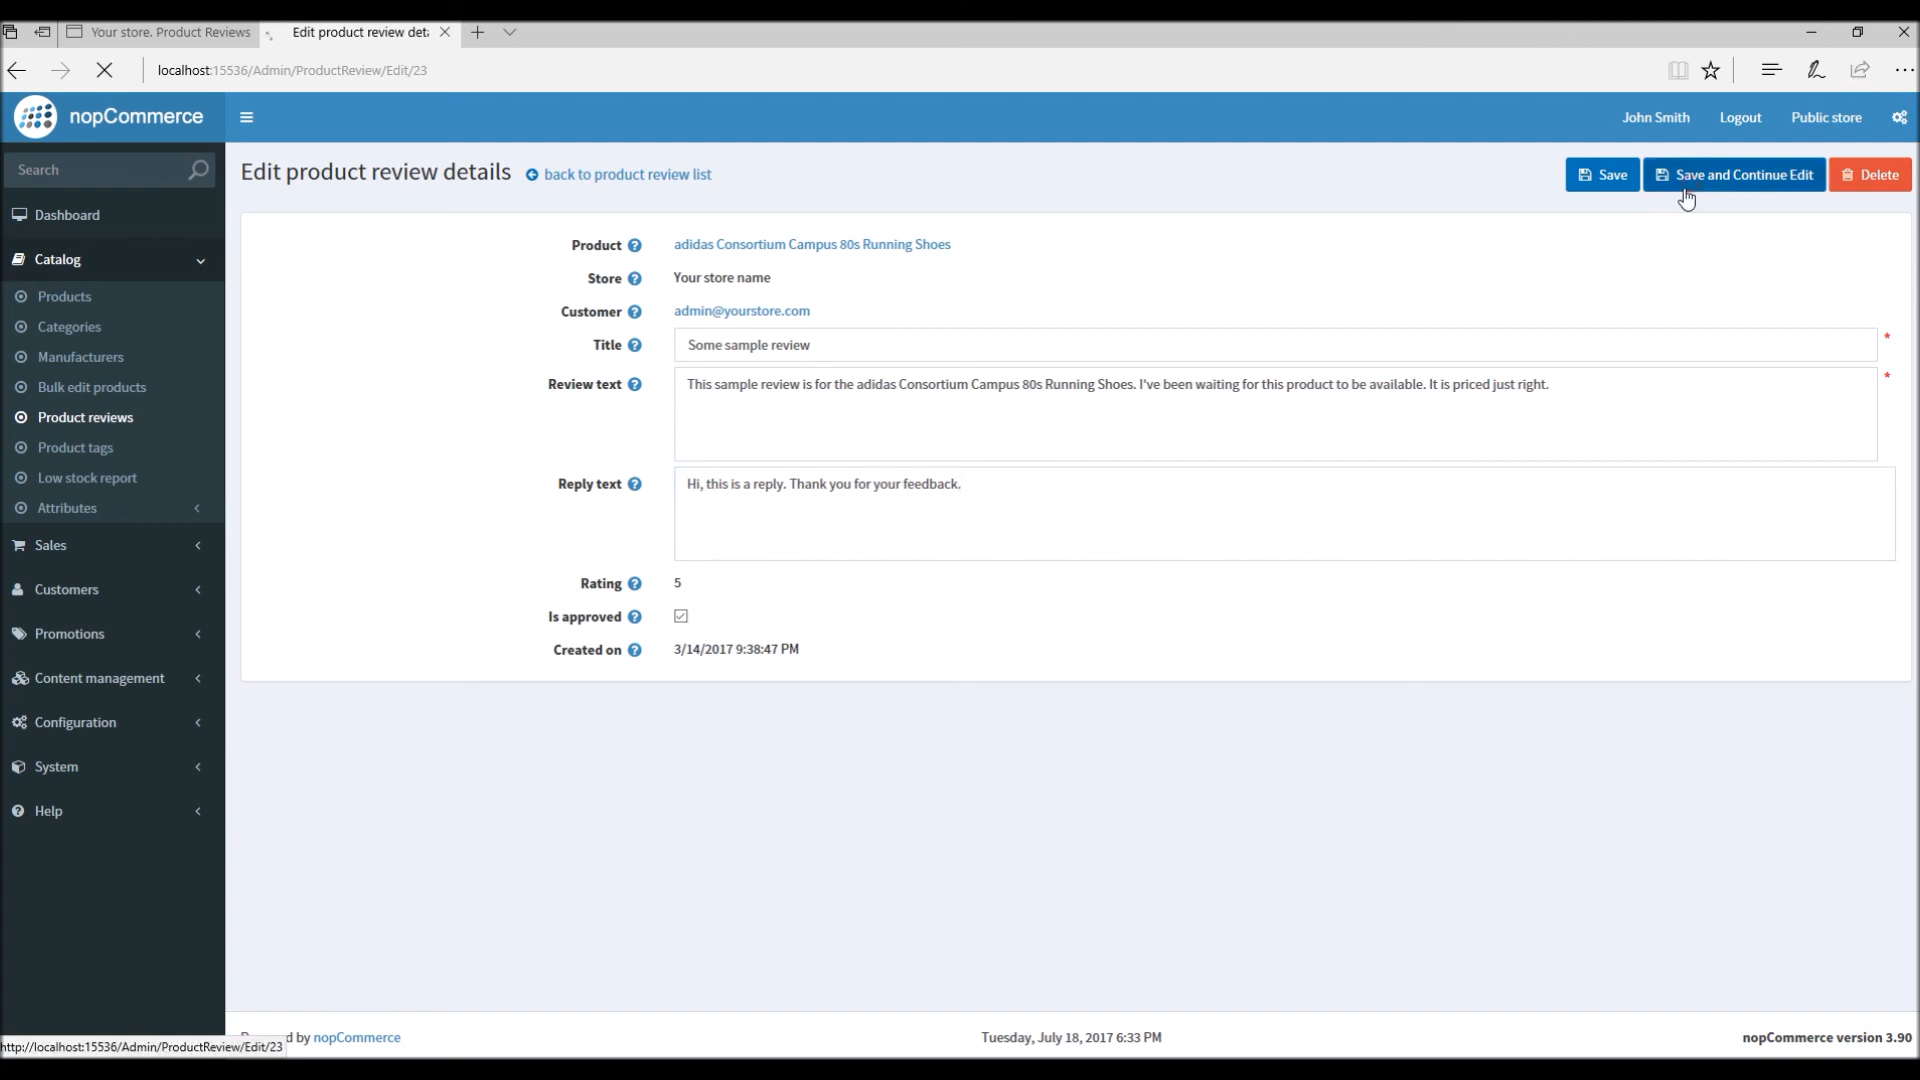 Your store. Product Reviews
Edit product review deta
localhost:15536/Admin/ProductReview/Edit/23
nopCommerce
John Smith
Logout
Public store
Search
Edit product review details
back to product review list
Save
Save and Continue Edit
Delete
Dashboard
Catalog
Products
Categories
Manufacturers
Bulk edit products
Product reviews
Product tags
Low stock report
Attributes
Sales
Customers
Promotions
Content management
Configuration
System
Help
Product
adidas Consortium Campus 80s Running Shoes
Store
Your store name
Customer
admin@yourstore.com
Title
Some sample review
*
Review text
This sample review is for the adidas Consortium Campus 80s Running Shoes. I've been waiting for this product to be available. It is priced just right.
*
Reply text
Hi, this is a reply. Thank you for your feedback.
Rating
5
Is approved
Created on
3/14/2017 9:38:47 PM
d by nopCommerce
Tuesday, July 18, 2017 6:33 PM
nopCommerce version 3.90
http://localhost:15536/Admin/ProductReview/Edit/23